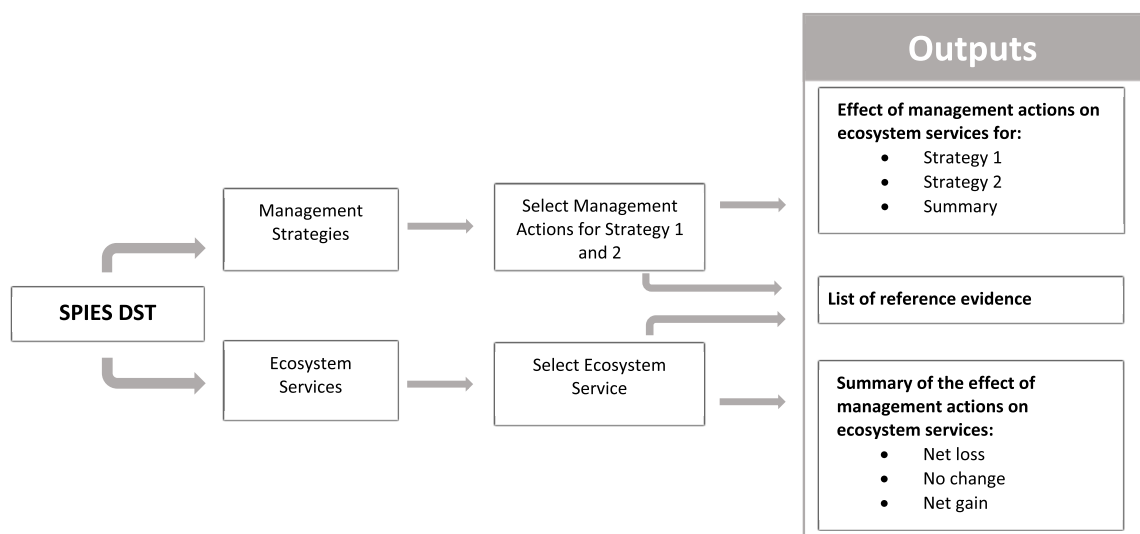 Outputs
Effect of management actions on
ecosystem services for:
• Strategy 1
• Strategy 2
• Summary
Management
Strategies
Select Management
Actions for Strategy 1
and 2
SPIES DST
List of reference evidence
Ecosystem
Services
Select Ecosystem
Service
Summary of the effect of
management actions on
ecosystem services:
• Net loss
• No change
• Net gain